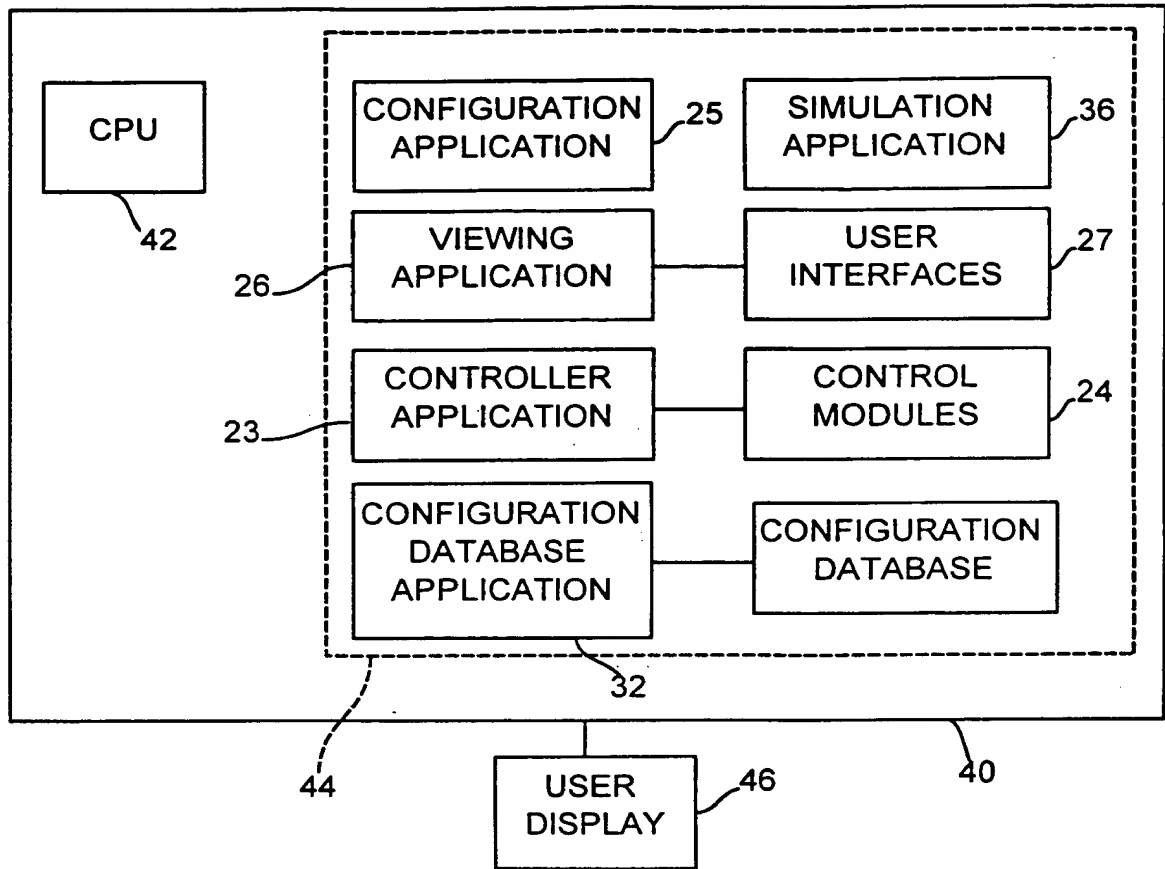 CPU
42
CONFIGURATION
APPLICATION
25
SIMULATION
APPLICATION
36
VIEWING
APPLICATION
26
USER
INTERFACES
27
CONTROLLER
APPLICATION
23
CONTROL
MODULES
24
CONFIGURATION
DATABASE
APPLICATION
32
CONFIGURATION
DATABASE
44
40
USER
DISPLAY
46